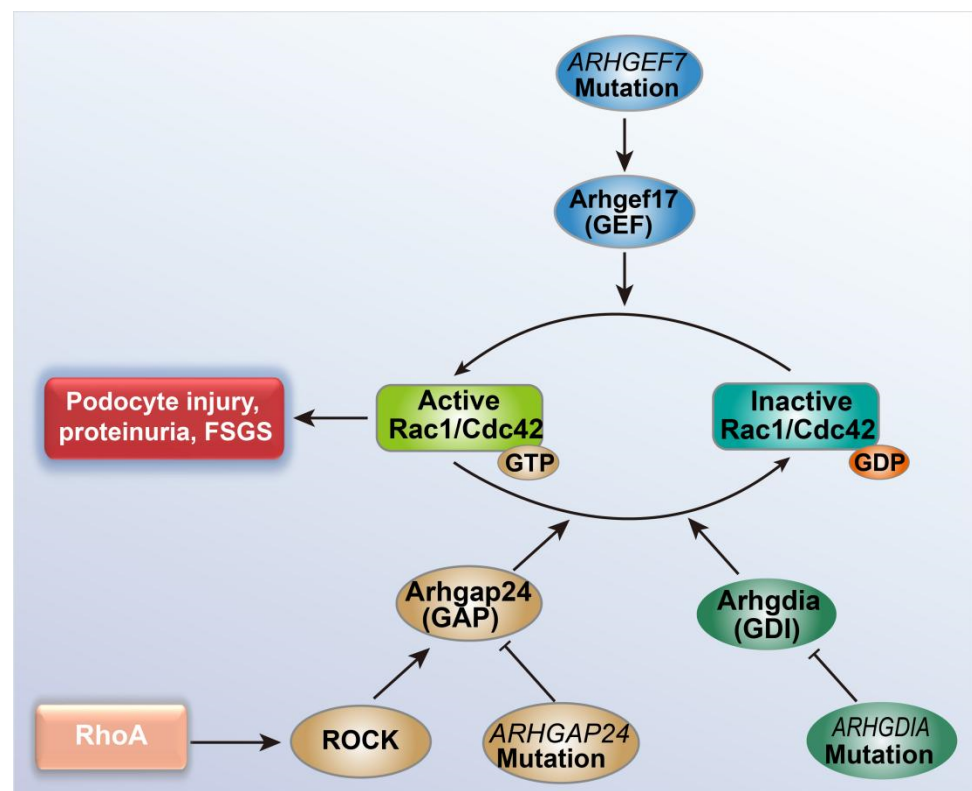 ARHGEF7
Mutation
Arhgef17
(GEF)
Podocyte injury,
proteinuria, FSGS
Active
Rac1/Cdc42
GTP
Inactive
Rac1/Cdc42
GDP
Arhgap24
(GAP)
Arhgdia
(GDI)
RhoA
ROCK
ARHGAP24
Mutation
ARHGDIA
Mutation